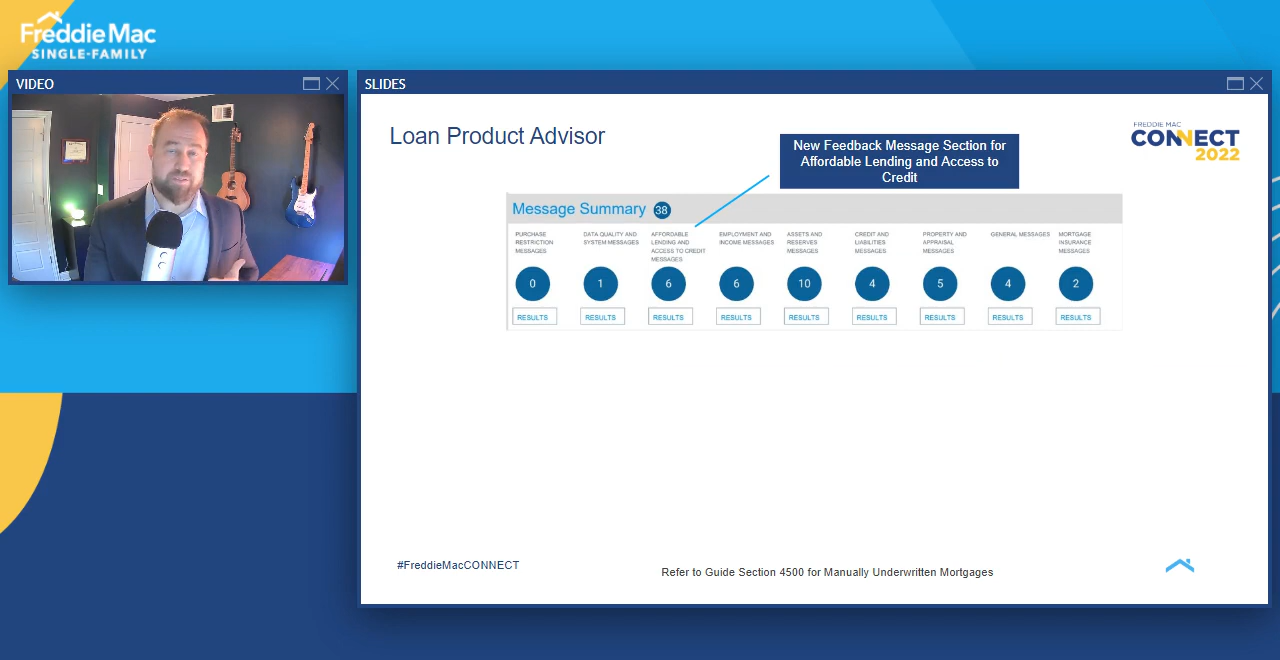 Freddie Mac
SINGLE-FAMILY
VIDEO
SLIDES
Loan Product Advisor
New Feedback Message Section for
Affordable Lending and Access to
Credit
FREDDIE MAC
CONNECT
2022
Message Summary 38
PURCHASE
RESTRICTION
MESSAGES
0
RESULTS
DATA QUALITY AND
SYSTEM MESSAGES
1
RESULTS
AFFORDABLE
LENDING AND
ACCESS TO CREDIT
MESSAGES
6
RESULTS
EMPLOYMENT AND
INCOME MESSAGES
6
RESULTS
ASSETS AND
RESERVES
MESSAGES
10
RESULTS
CREDIT AND
LIABILITIES
MESSAGES
4
RESULTS
PROPERTY AND
APPRAISAL
MESSAGES
5
RESULTS
GENERAL MESSAGES
4
RESULTS
MORTGAGE
INSURANCE
MESSAGES
2
RESULTS
#FreddieMacCONNECT
Refer to Guide Section 4500 for Manually Underwritten Mortgages